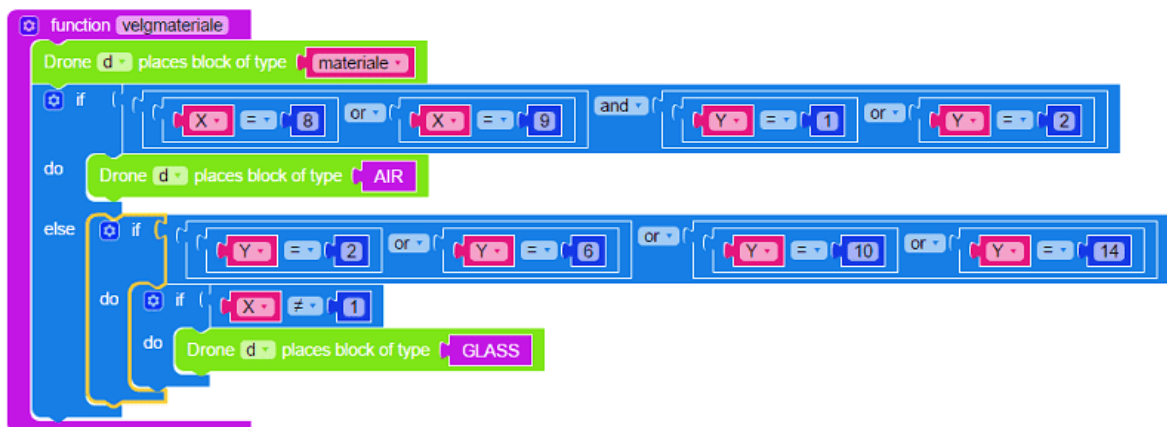 function velgmateriale
Drone d places block of type materiale
if X = 8 or X = 9 and Y = 1 or Y = 2
do Drone d places block of type AIR
else if Y = 2 or Y = 6 or Y = 10 or Y = 14
do if X ≠ 1
do Drone d places block of type GLASS